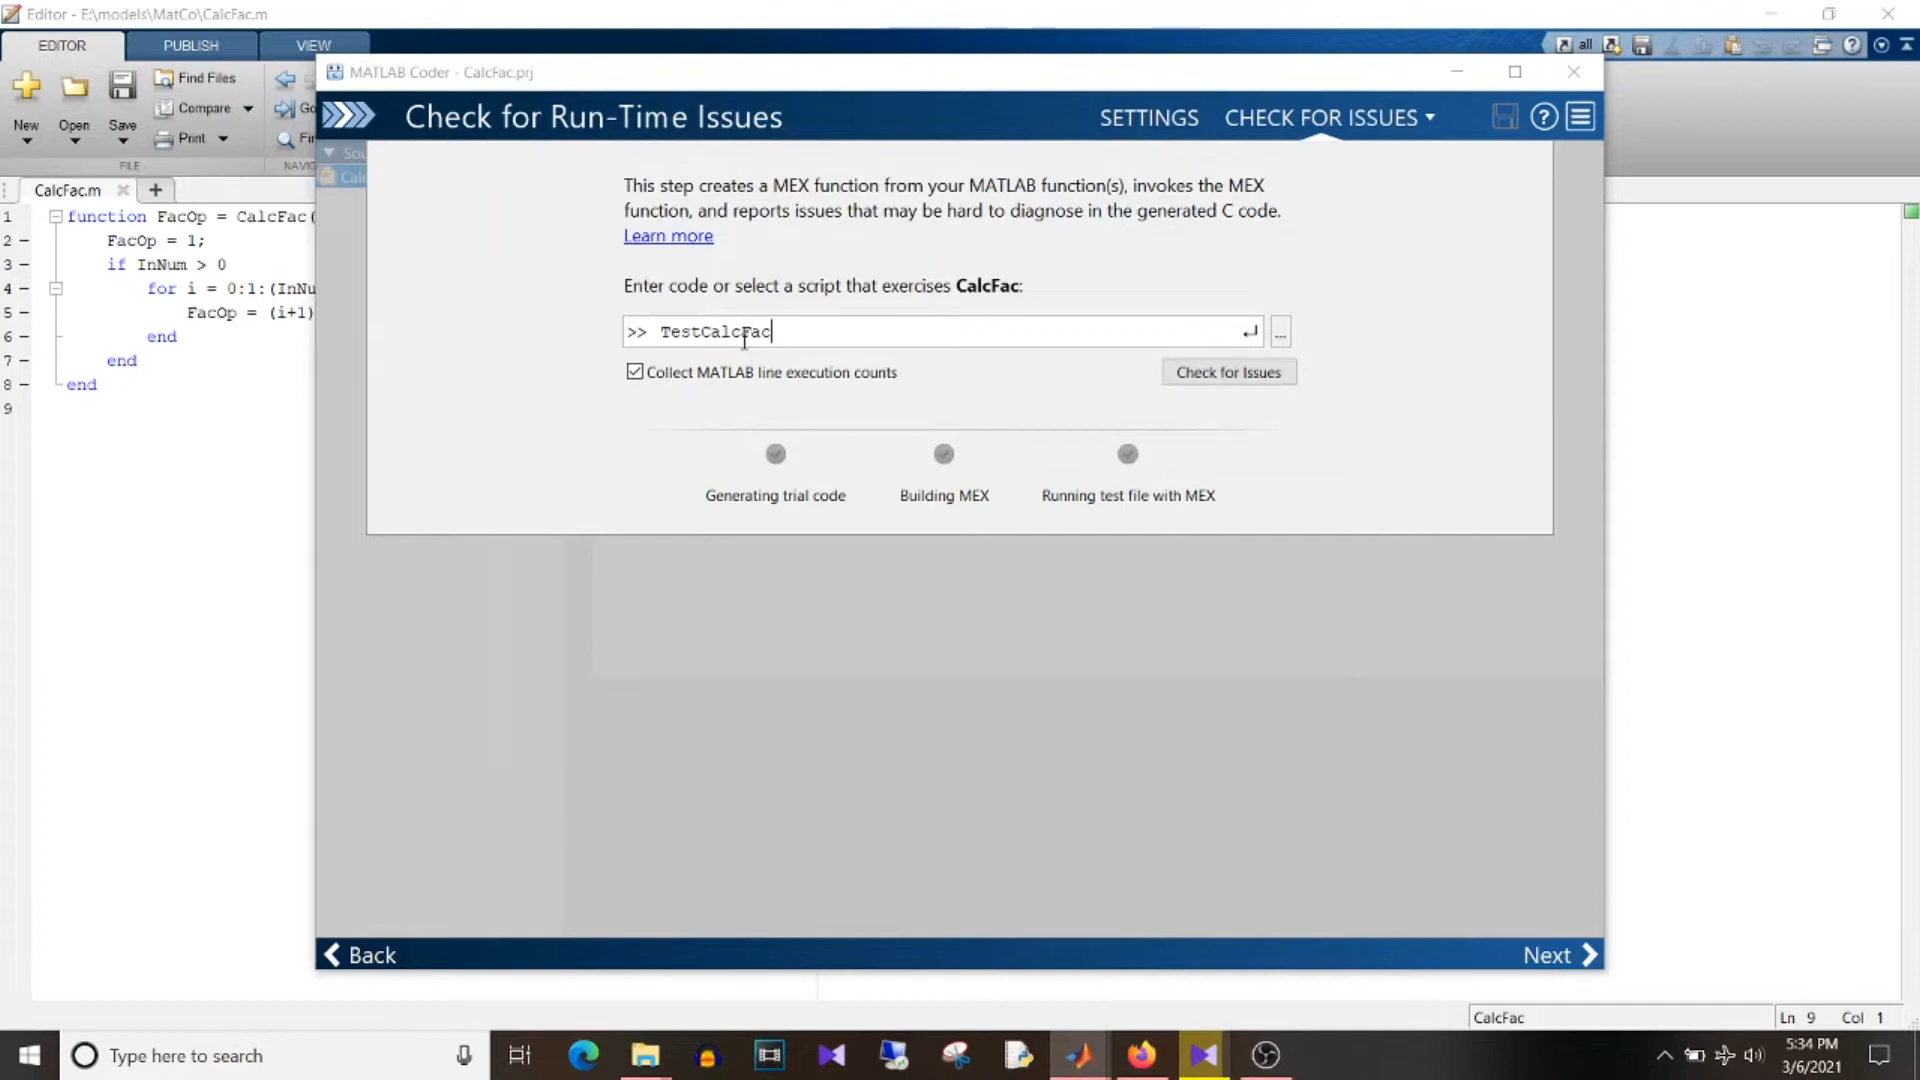 Editor - E:\models\MatCo\CalcFac.m
EDITOR PUBLISH VIEW
all
New Open Save
Find Files
Compare
Print
Go
Fi
FILE NAVIG
MATLAB Coder - CalcFac.prj
Check for Run-Time Issues SETTINGS CHECK FOR ISSUES
Sou
Calc
CalcFac.m
1 function FacOp = CalcFac(
2 FacOp = 1;
3 if InNum > 0
4 for i = 0:1:(InNu
5 FacOp = (i+1)
6 end
7 end
8 end
9
This step creates a MEX function from your MATLAB function(s), invokes the MEX
function, and reports issues that may be hard to diagnose in the generated C code.
Learn more
Enter code or select a script that exercises CalcFac:
>> TestCalcFac
...
Collect MATLAB line execution counts
Check for Issues
Generating trial code Building MEX Running test file with MEX
Back Next
CalcFac Ln 9 Col 1
Type here to search
5:34 PM
3/6/2021